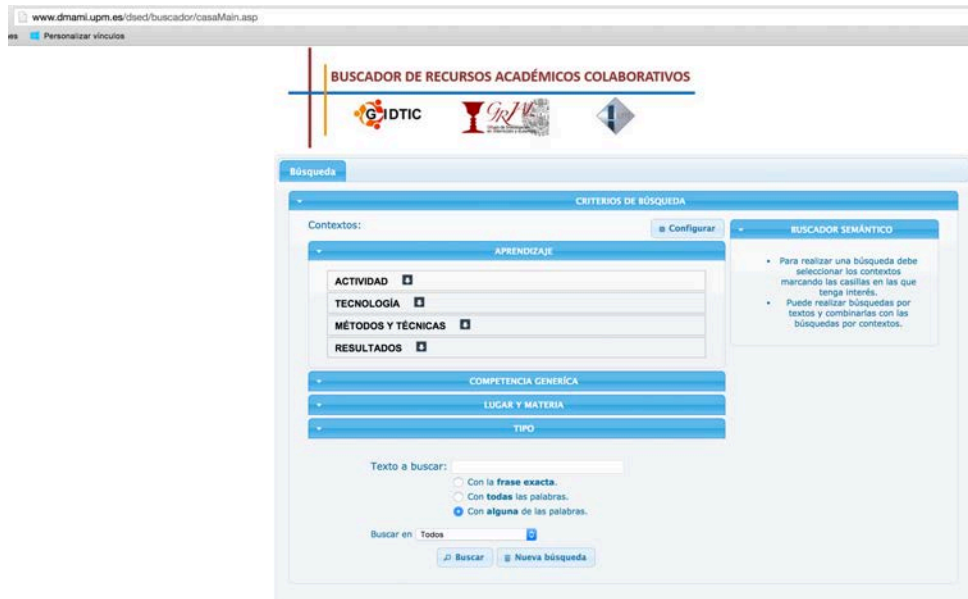 www.dmami.upm.es/dsed/buscador/casaMain.asp
nes Personalizar vínculos
BUSCADOR DE RECURSOS ACADÉMICOS COLABORATIVOS
GIDTIC GRIAL
Búsqueda
CRITERIOS DE BÚSQUEDA
Contextos:
Configurar
APRENDIZAJE
ACTIVIDAD
TECNOLOGÍA
MÉTODOS Y TÉCNICAS
RESULTADOS
COMPETENCIA GENERÍCA
LUGAR Y MATERIA
TIPO
BUSCADOR SEMÁNTICO
Para realizar una búsqueda debe
seleccionar los contextos
marcando las casillas en las que
tenga interés.
Puede realizar búsquedas por
textos y combinarlas con las
búsquedas por contextos.
Texto a buscar:
Con la frase exacta.
Con todas las palabras.
Con alguna de las palabras.
Buscar en Todos
Buscar Nueva búsqueda